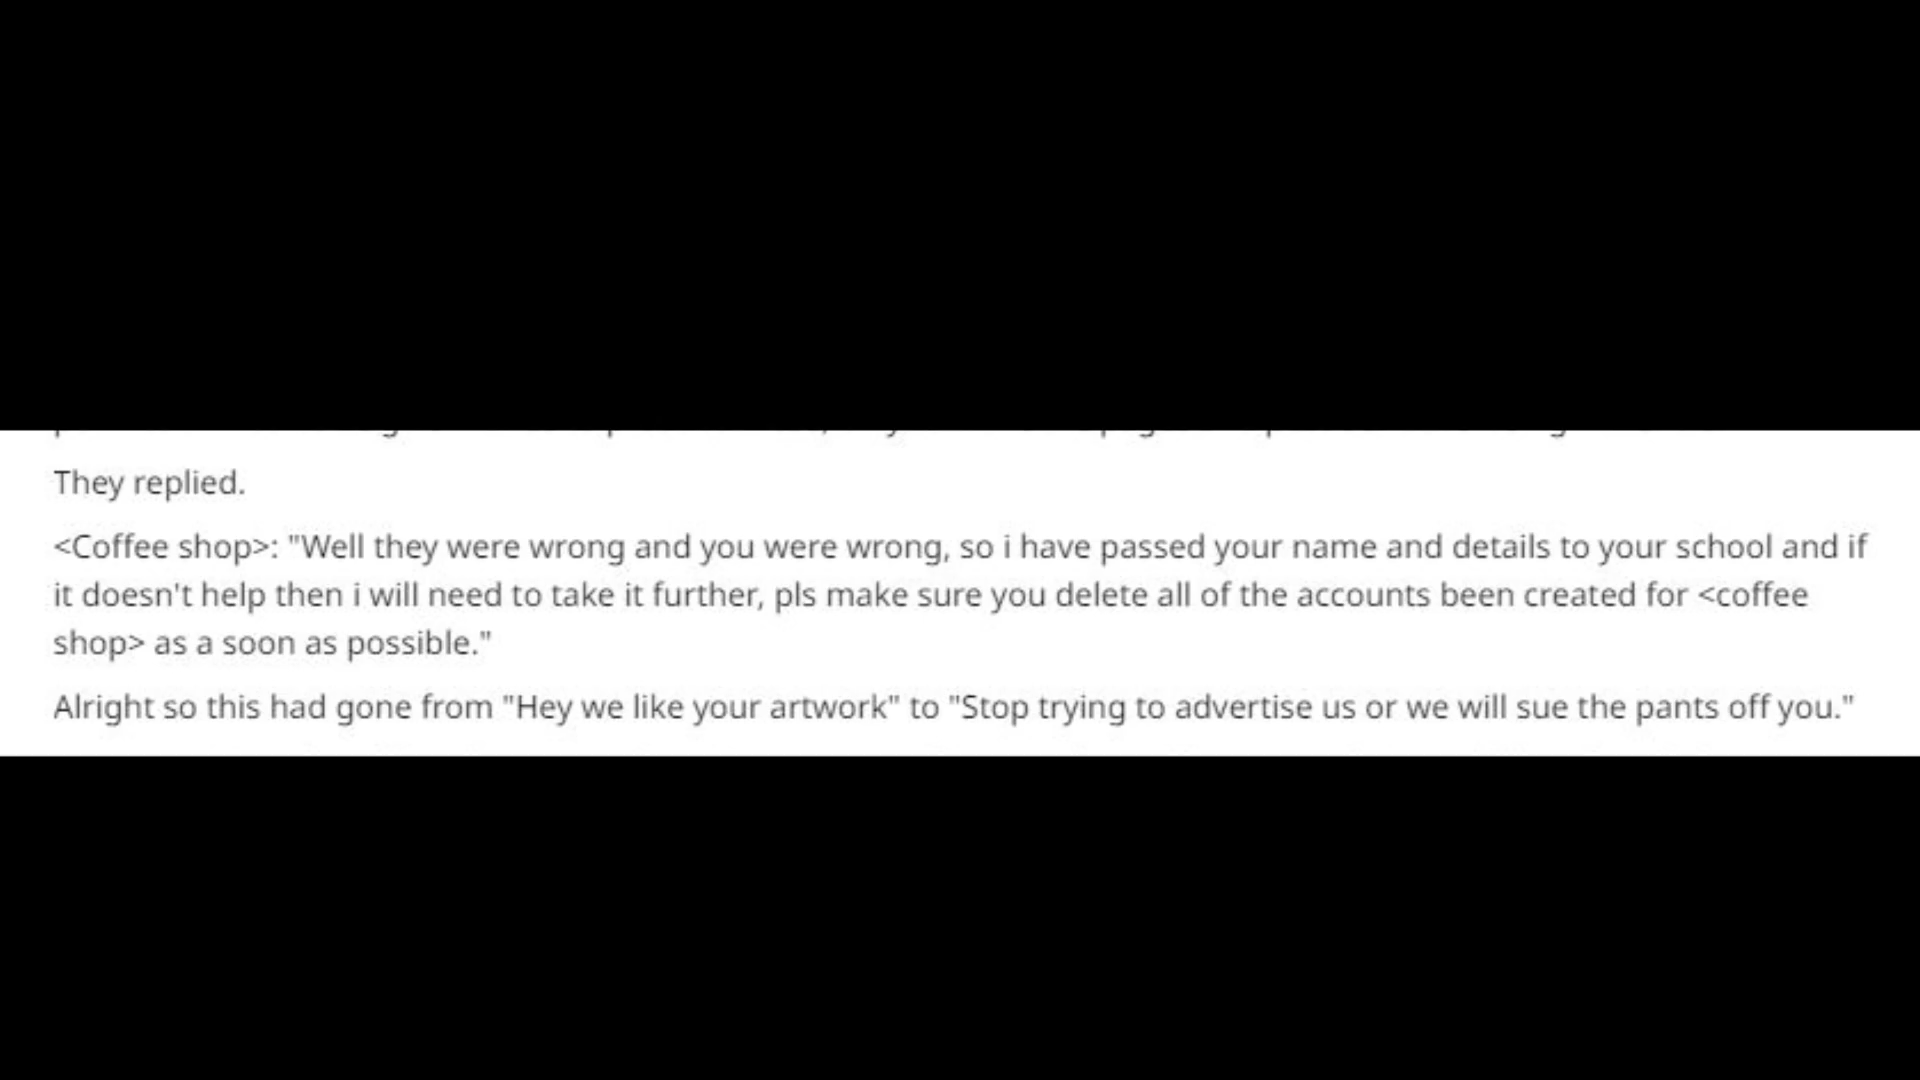 They replied.
<Coffee shop>: "Well they were wrong and you were wrong, so i have passed your name and details to your school and if
it doesn't help then i will need to take it further, pls make sure you delete all of the accounts been created for <coffee
shop> as a soon as possible."
Alright so this had gone from "Hey we like your artwork" to "Stop trying to advertise us or we will sue the pants off you."